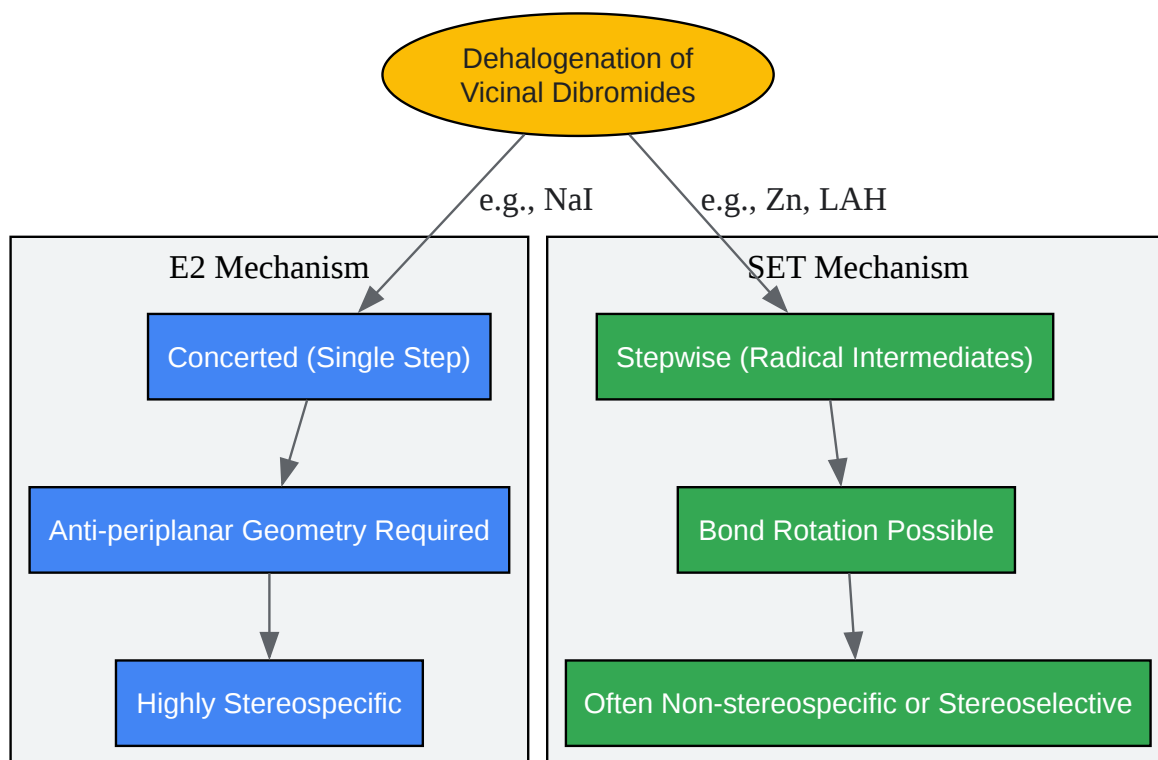 Dehalogenation of
Vicinal Dibromides
e.g., NaI
e.g., Zn, LAH
E2 Mechanism
SET Mechanism
Concerted (Single Step)
Stepwise (Radical Intermediates)
Anti-periplanar Geometry Required
Bond Rotation Possible
Highly Stereospecific
Often Non-stereospecific or Stereoselective